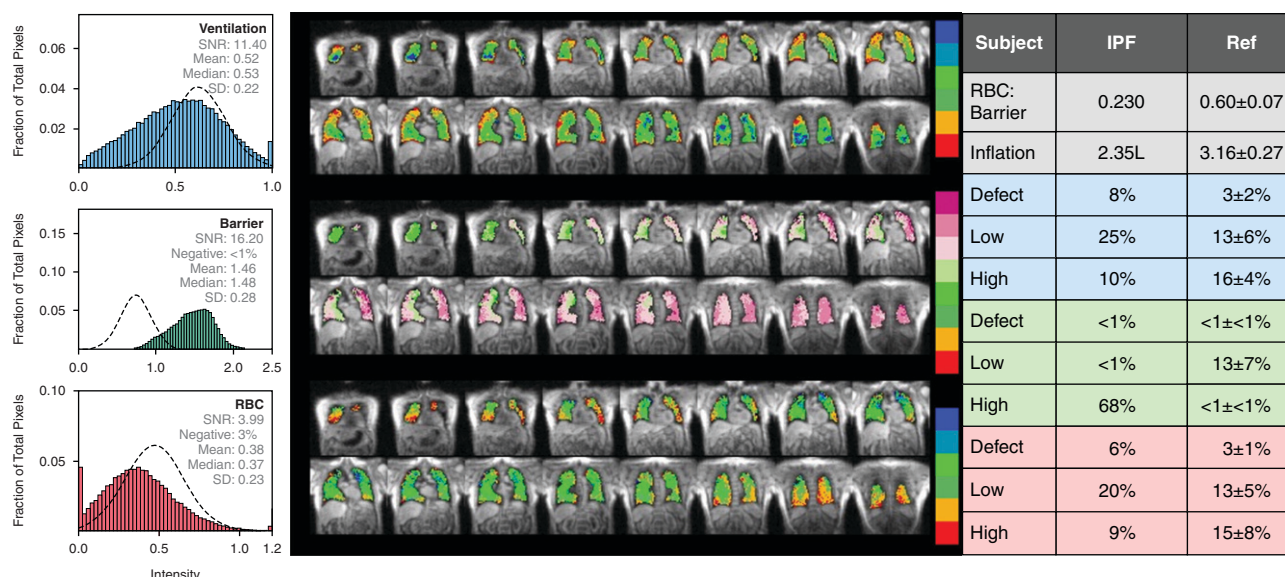 Ventilation
SNR: 11.40
Mean: 0.52
Median: 0.53
SD: 0.22
Fraction of Total Pixels
0.06
0.04
0.02
0.0 0.5 1.0
Barrier
SNR: 16.20
Negative: <1%
Mean: 1.46
Median: 1.48
SD: 0.28
Fraction of Total Pixels
0.15
0.10
0.05
0.0 1.0 2.0 2.5
RBC
SNR: 3.99
Negative: 3%
Mean: 0.38
Median: 0.37
SD: 0.23
Fraction of Total Pixels
0.10
0.05
0.0 0.5 1.0 1.2
Intensity
Subject IPF Ref
RBC:
Barrier 0.230 0.60±0.07
Inflation 2.35L 3.16±0.27
Defect 8% 3±2%
Low 25% 13±6%
High 10% 16±4%
Defect <1% <1±<1%
Low <1% 13±7%
High 68% <1±<1%
Defect 6% 3±1%
Low 20% 13±5%
High 9% 15±8%